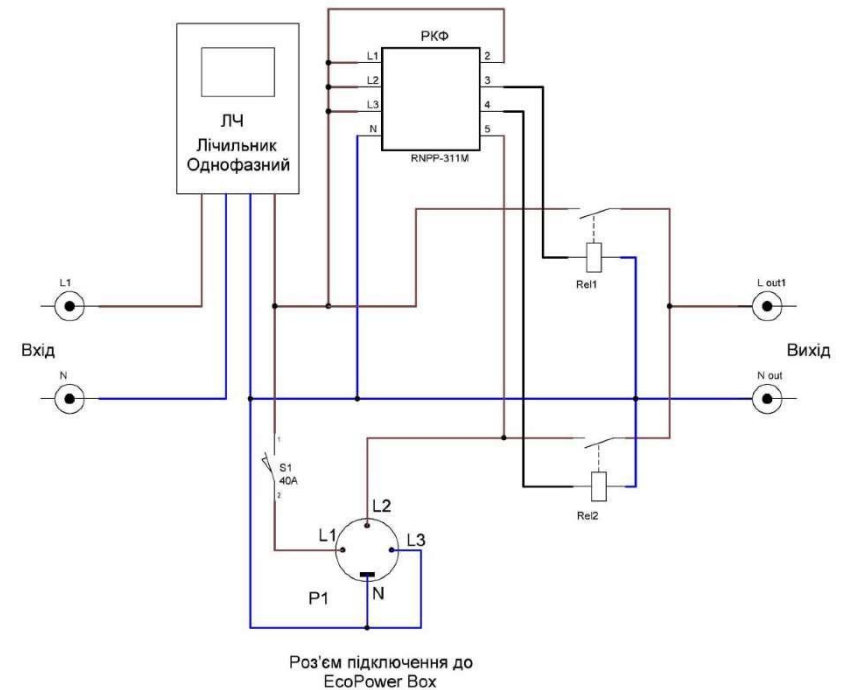 РКФ
L1
L2
L3
N
2
3
4
5
RNPP-311M
ЛЧ
Лічильник
Однофазний
L1
Вхід
N
Rel1
L out1
Вихід
N out
1
S1
40A
2
L2
L1
L3
N
P1
Rel2
Роз'єм підключення до
EcoPower Box